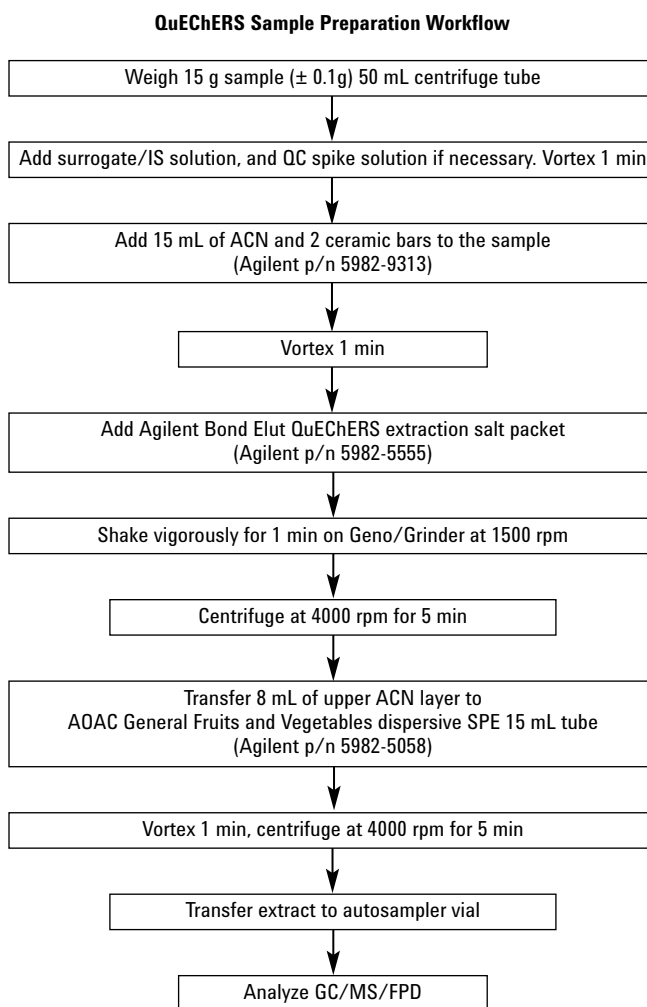 QuEChERS Sample Preparation Workflow
Weigh 15 g sample (± 0.1g) 50 mL centrifuge tube
Add surrogate/IS solution, and QC spike solution if necessary. Vortex 1 min
Add 15 mL of ACN and 2 ceramic bars to the sample
(Agilent p/n 5982-9313)
Vortex 1 min
Add Agilent Bond Elut QuEChERS extraction salt packet
(Agilent p/n 5982-5555)
Shake vigorously for 1 min on Geno/Grinder at 1500 rpm
Centrifuge at 4000 rpm for 5 min
Transfer 8 mL of upper ACN layer to
AOAC General Fruits and Vegetables dispersive SPE 15 mL tube
(Agilent p/n 5982-5058)
Vortex 1 min, centrifuge at 4000 rpm for 5 min
Transfer extract to autosampler vial
Analyze GC/MS/FPD